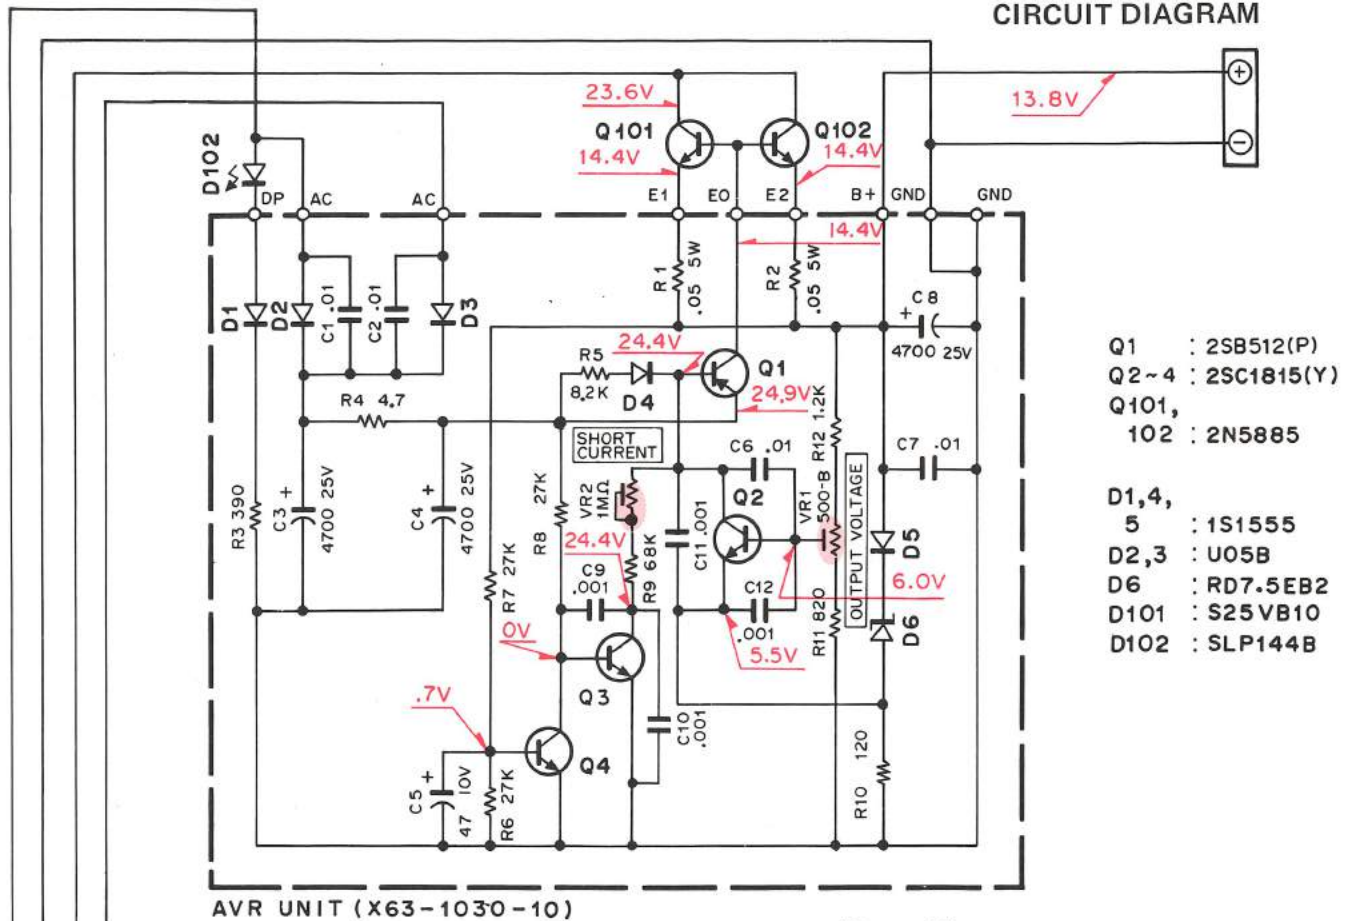 CIRCUIT DIAGRAM
23.6V
13.8V
+
−
Q101
Q102
14.4V
14.4V
D102
DP
AC
AC
E1
EO
E2
B+
GND
GND
14.4V
R1
.05 5W
R2
.05 5W
D1
D2
C1 .01
C2 .01
D3
+
C8
4700 25V
24.4V
R5
8.2K
D4
Q1
24.9V
R4 4.7
SHORT
CURRENT
R12 1.2K
C7 .01
C6 .01
R3 390
C3 +
4700 25V
C4 +
4700 25V
27K
R8
VR2
1MΩ
Q2
VR1
500-B
OUTPUT VOLTAGE
D5
24.4V
C11 .001
R9 68K
R7 27K
C9
.001
C12
.001
6.0V
R11 820
D6
0V
5.5V
Q3
.7V
C10
.001
Q4
C5 +
47 10V
R6 27K
R10 120
AVR UNIT (X63-1030-10)
Q1 : 2SB512(P)
Q2~4 : 2SC1815(Y)
Q101,
102 : 2N5885
D1,4,
5 : 1S1555
D2,3 : U05B
D6 : RD7.5EB2
D101 : S25VB10
D102 : SLP144B